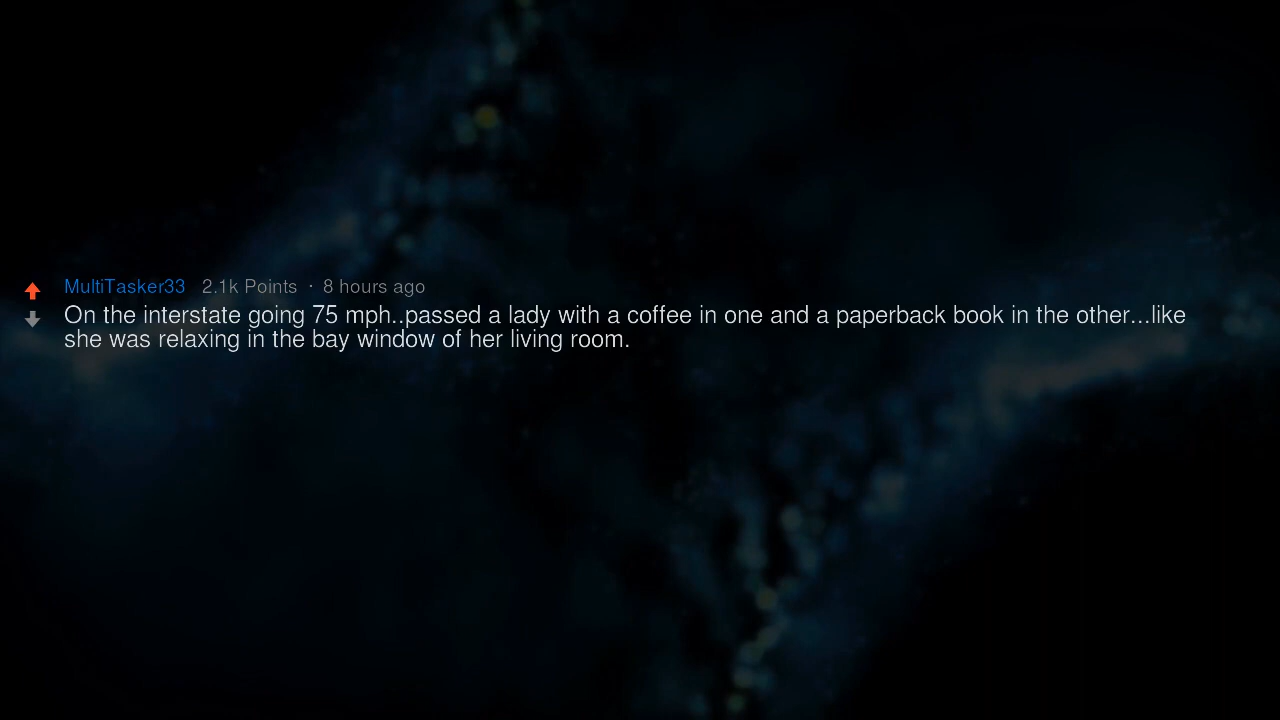 MultiTasker33 2.1k Points · 8 hours ago
On the interstate going 75 mph..passed a lady with a coffee in one and a paperback book in the other...like
she was relaxing in the bay window of her living room.